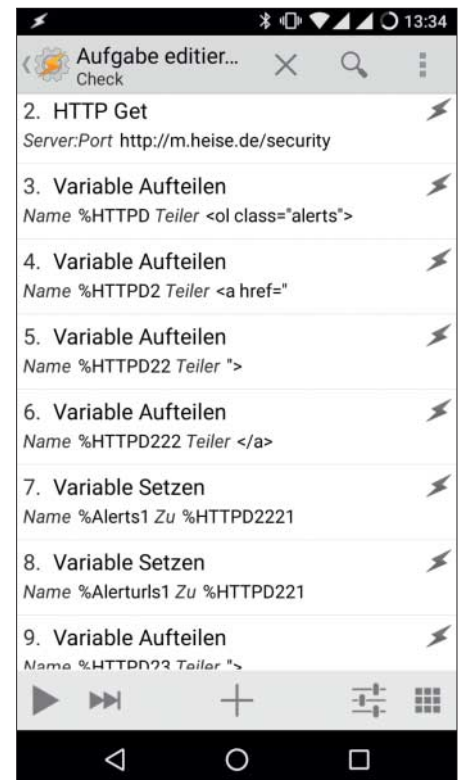 13:34
Aufgabe editier...
Check
2. HTTP Get
Server:Port http://m.heise.de/security
3. Variable Aufteilen
Name %HTTPD Teiler <ol class="alerts">
4. Variable Aufteilen
Name %HTTPD2 Teiler <a href="
5. Variable Aufteilen
Name %HTTPD22 Teiler ">
6. Variable Aufteilen
Name %HTTPD222 Teiler </a>
7. Variable Setzen
Name %Alerts1 Zu %HTTPD2221
8. Variable Setzen
Name %Alerturls1 Zu %HTTPD221
9. Variable Aufteilen
Name %HTTPD23 Teiler ">